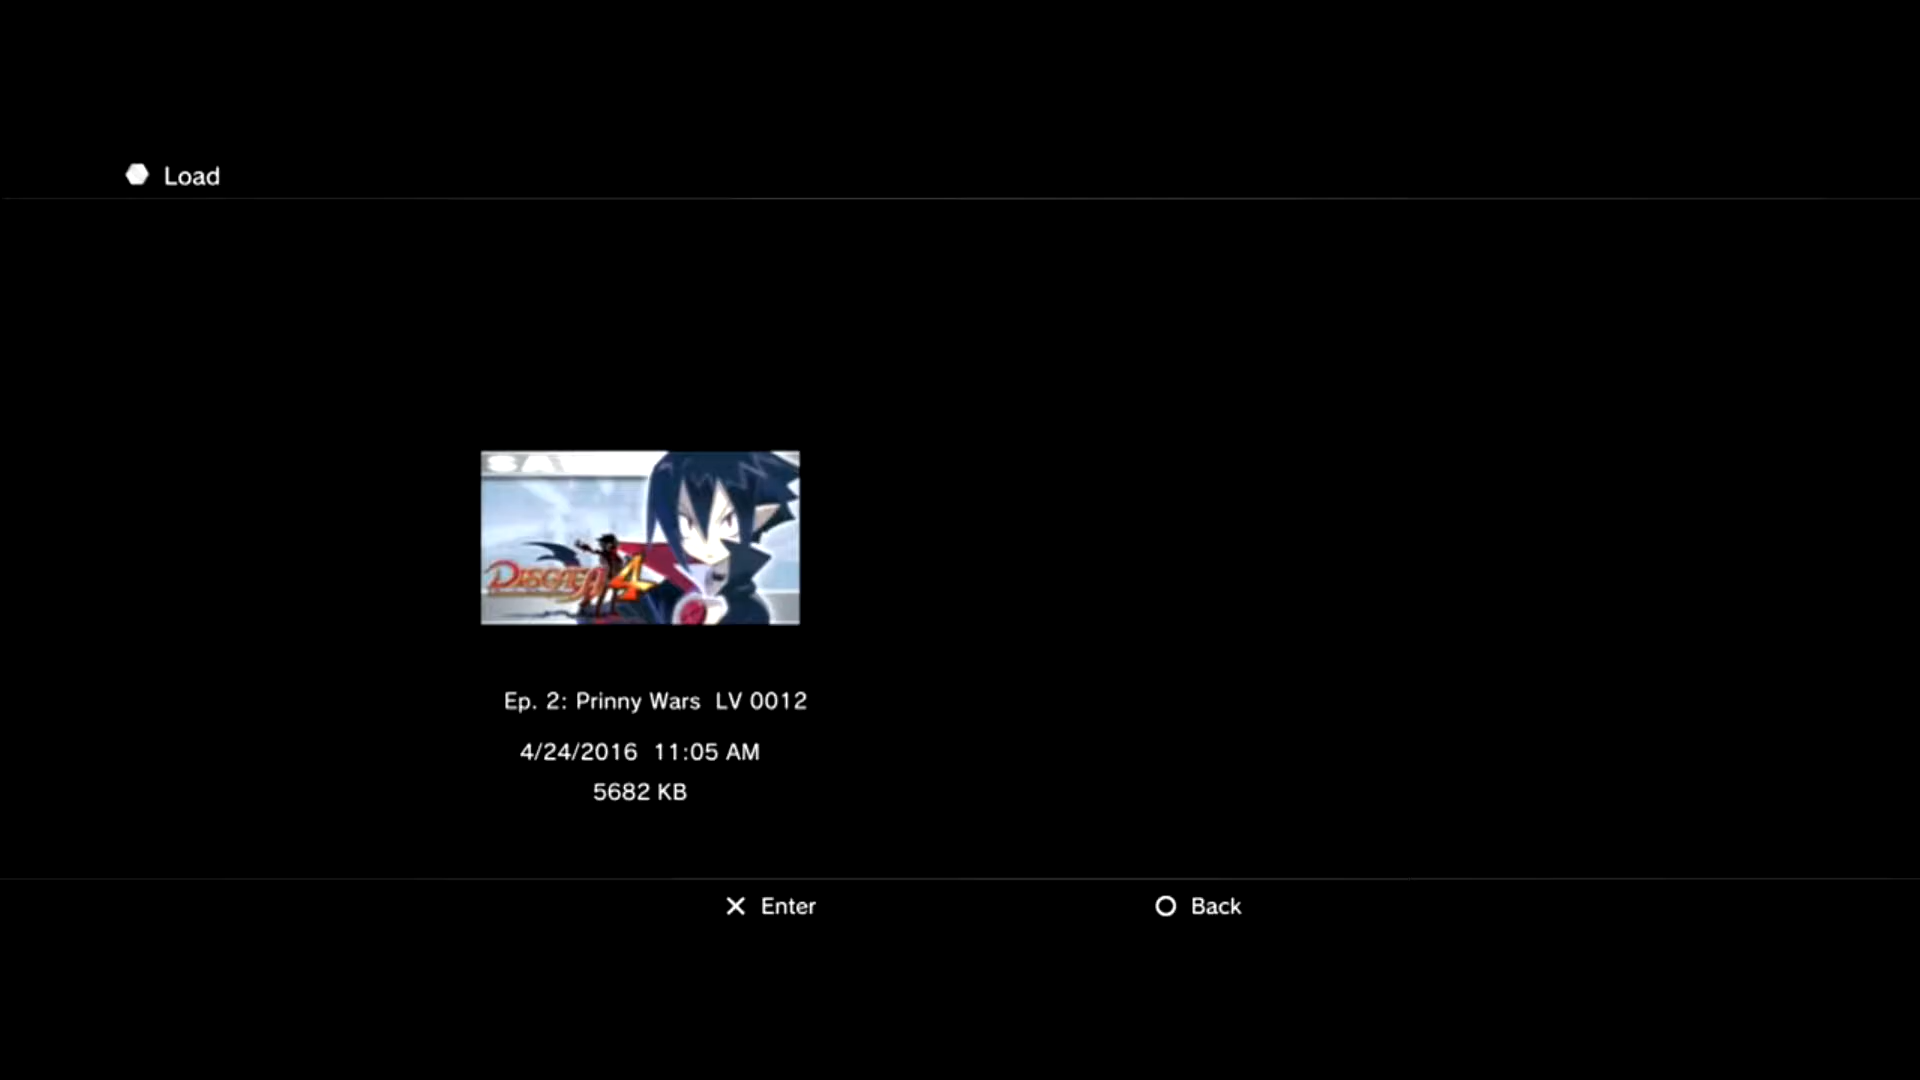 Load
SA
DISGAEA 4
Ep. 2: Prinny Wars LV 0012
4/24/2016 11:05 AM
5682 KB
Enter
Back